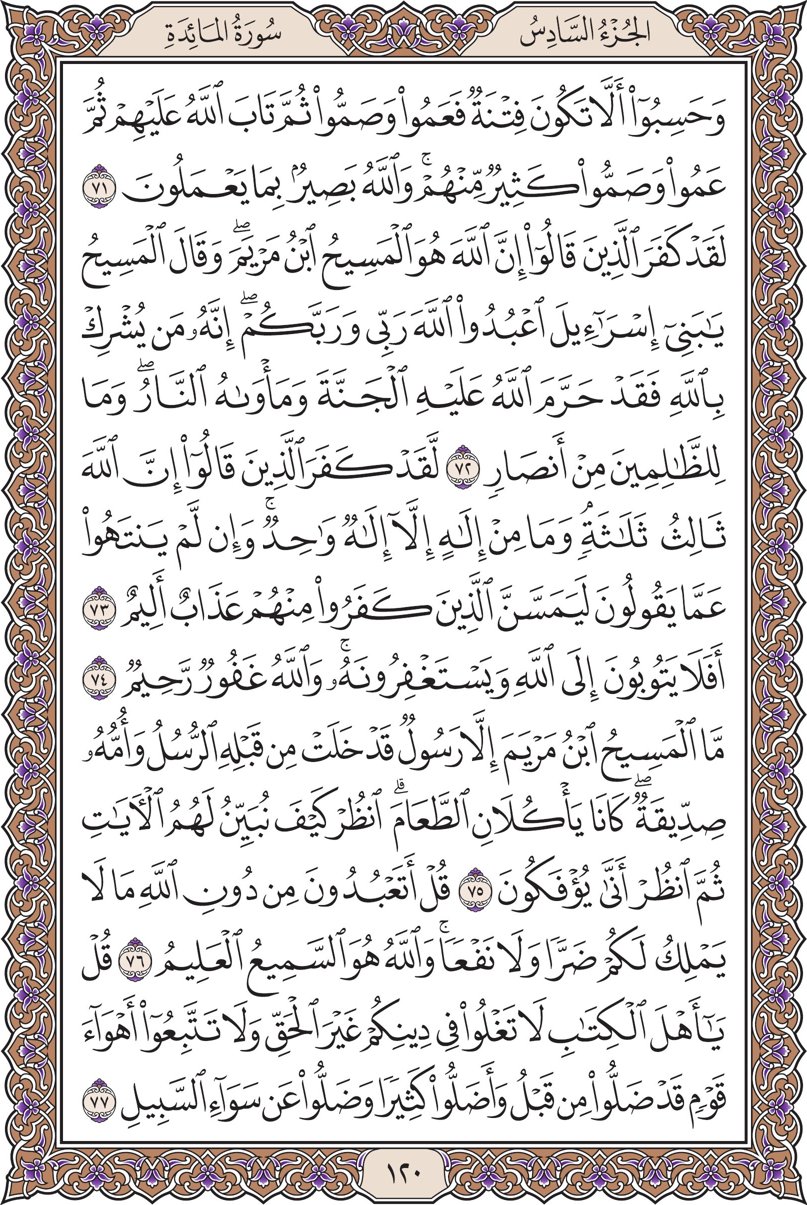 الجُزْءُ السَّادِسُ
سُورَةُ المَائِدَةِ
وَحَسِبُوٓاْ أَلَّا تَكُونَ فِتۡنَةٞ فَعَمُواْ وَصَمُّواْ ثُمَّ تَابَ ٱللَّهُ عَلَيۡهِمۡ ثُمَّ
عَمُواْ وَصَمُّواْ كَثِيرٞ مِّنۡهُمۡۚ وَٱللَّهُ بَصِيرُۢ بِمَا يَعۡمَلُونَ ٧١
لَقَدۡ كَفَرَ ٱلَّذِينَ قَالُوٓاْ إِنَّ ٱللَّهَ هُوَ ٱلۡمَسِيحُ ٱبۡنُ مَرۡيَمَۖ وَقَالَ ٱلۡمَسِيحُ
يَٰبَنِيٓ إِسۡرَٰٓءِيلَ ٱعۡبُدُواْ ٱللَّهَ رَبِّي وَرَبَّكُمۡۖ إِنَّهُۥ مَن يُشۡرِكۡ
بِٱللَّهِ فَقَدۡ حَرَّمَ ٱللَّهُ عَلَيۡهِ ٱلۡجَنَّةَ وَمَأۡوَىٰهُ ٱلنَّارُۖ وَمَا
لِلظَّٰلِمِينَ مِنۡ أَنصَارٖ ٧٢ لَّقَدۡ كَفَرَ ٱلَّذِينَ قَالُوٓاْ إِنَّ ٱللَّهَ
ثَالِثُ ثَلَٰثَةٖۘ وَمَا مِنۡ إِلَٰهٍ إِلَّآ إِلَٰهٞ وَٰحِدٞۚ وَإِن لَّمۡ يَنتَهُواْ
عَمَّا يَقُولُونَ لَيَمَسَّنَّ ٱلَّذِينَ كَفَرُواْ مِنۡهُمۡ عَذَابٌ أَلِيمٌ ٧٣
أَفَلَا يَتُوبُونَ إِلَى ٱللَّهِ وَيَسۡتَغۡفِرُونَهُۥۚ وَٱللَّهُ غَفُورٞ رَّحِيمٞ ٧٤
مَّا ٱلۡمَسِيحُ ٱبۡنُ مَرۡيَمَ إِلَّا رَسُولٞ قَدۡ خَلَتۡ مِن قَبۡلِهِ ٱلرُّسُلُ وَأُمُّهُۥ
صِدِّيقَةٞۖ كَانَا يَأۡكُلَانِ ٱلطَّعَامَۗ ٱنظُرۡ كَيۡفَ نُبَيِّنُ لَهُمُ ٱلۡأٓيَٰتِ
ثُمَّ ٱنظُرۡ أَنَّىٰ يُؤۡفَكُونَ ٧٥ قُلۡ أَتَعۡبُدُونَ مِن دُونِ ٱللَّهِ مَا لَا
يَمۡلِكُ لَكُمۡ ضَرّٗا وَلَا نَفۡعٗاۚ وَٱللَّهُ هُوَ ٱلسَّمِيعُ ٱلۡعَلِيمُ ٧٦ قُلۡ
يَٰٓأَهۡلَ ٱلۡكِتَٰبِ لَا تَغۡلُواْ فِي دِينِكُمۡ غَيۡرَ ٱلۡحَقِّ وَلَا تَتَّبِعُوٓاْ أَهۡوَآءَ
قَوۡمٖ قَدۡ ضَلُّواْ مِن قَبۡلُ وَأَضَلُّواْ كَثِيرٗا وَضَلُّواْ عَن سَوَآءِ ٱلسَّبِيلِ ٧٧
١٢٠